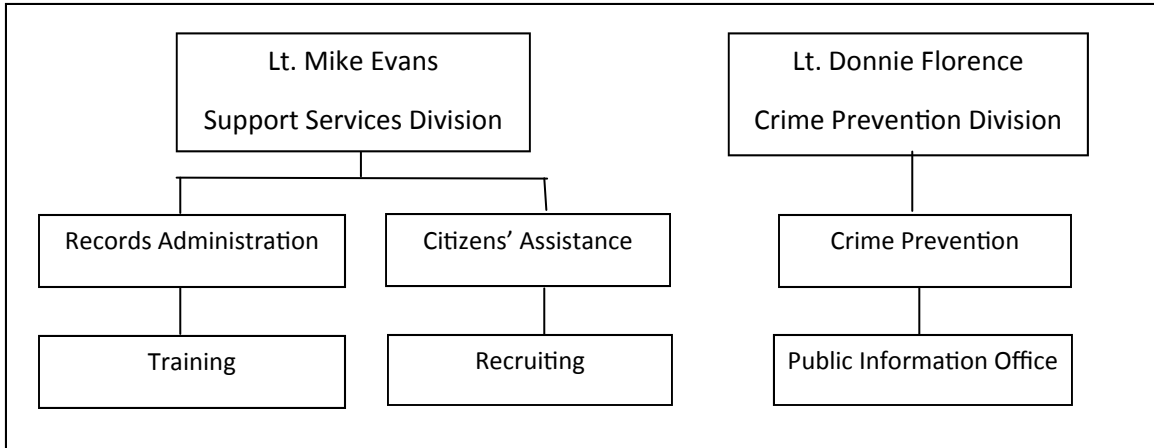 Lt. Mike Evans
Support Services Division
Lt. Donnie Florence
Crime Prevention Division
Records Administration
Citizens’ Assistance
Crime Prevention
Training
Recruiting
Public Information Office